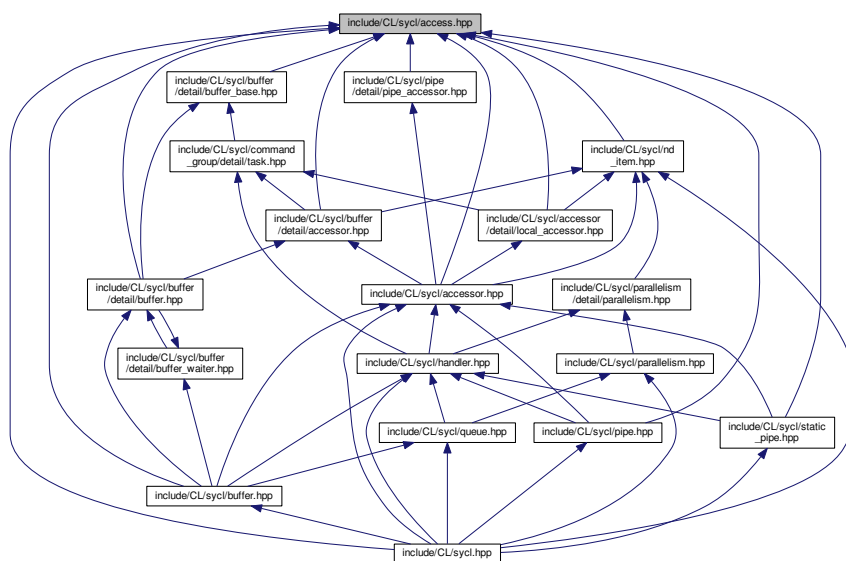 include/CL/sycl/access.hpp
include/CL/sycl/buffer
/detail/buffer_base.hpp
include/CL/sycl/pipe
/detail/pipe_accessor.hpp
include/CL/sycl/command
_group/detail/task.hpp
include/CL/sycl/nd
_item.hpp
include/CL/sycl/buffer
/detail/accessor.hpp
include/CL/sycl/accessor
/detail/local_accessor.hpp
include/CL/sycl/buffer
/detail/buffer.hpp
include/CL/sycl/accessor.hpp
include/CL/sycl/parallelism
/detail/parallelism.hpp
include/CL/sycl/buffer
/detail/buffer_waiter.hpp
include/CL/sycl/handler.hpp
include/CL/sycl/parallelism.hpp
include/CL/sycl/queue.hpp
include/CL/sycl/pipe.hpp
include/CL/sycl/static
_pipe.hpp
include/CL/sycl/buffer.hpp
include/CL/sycl.hpp